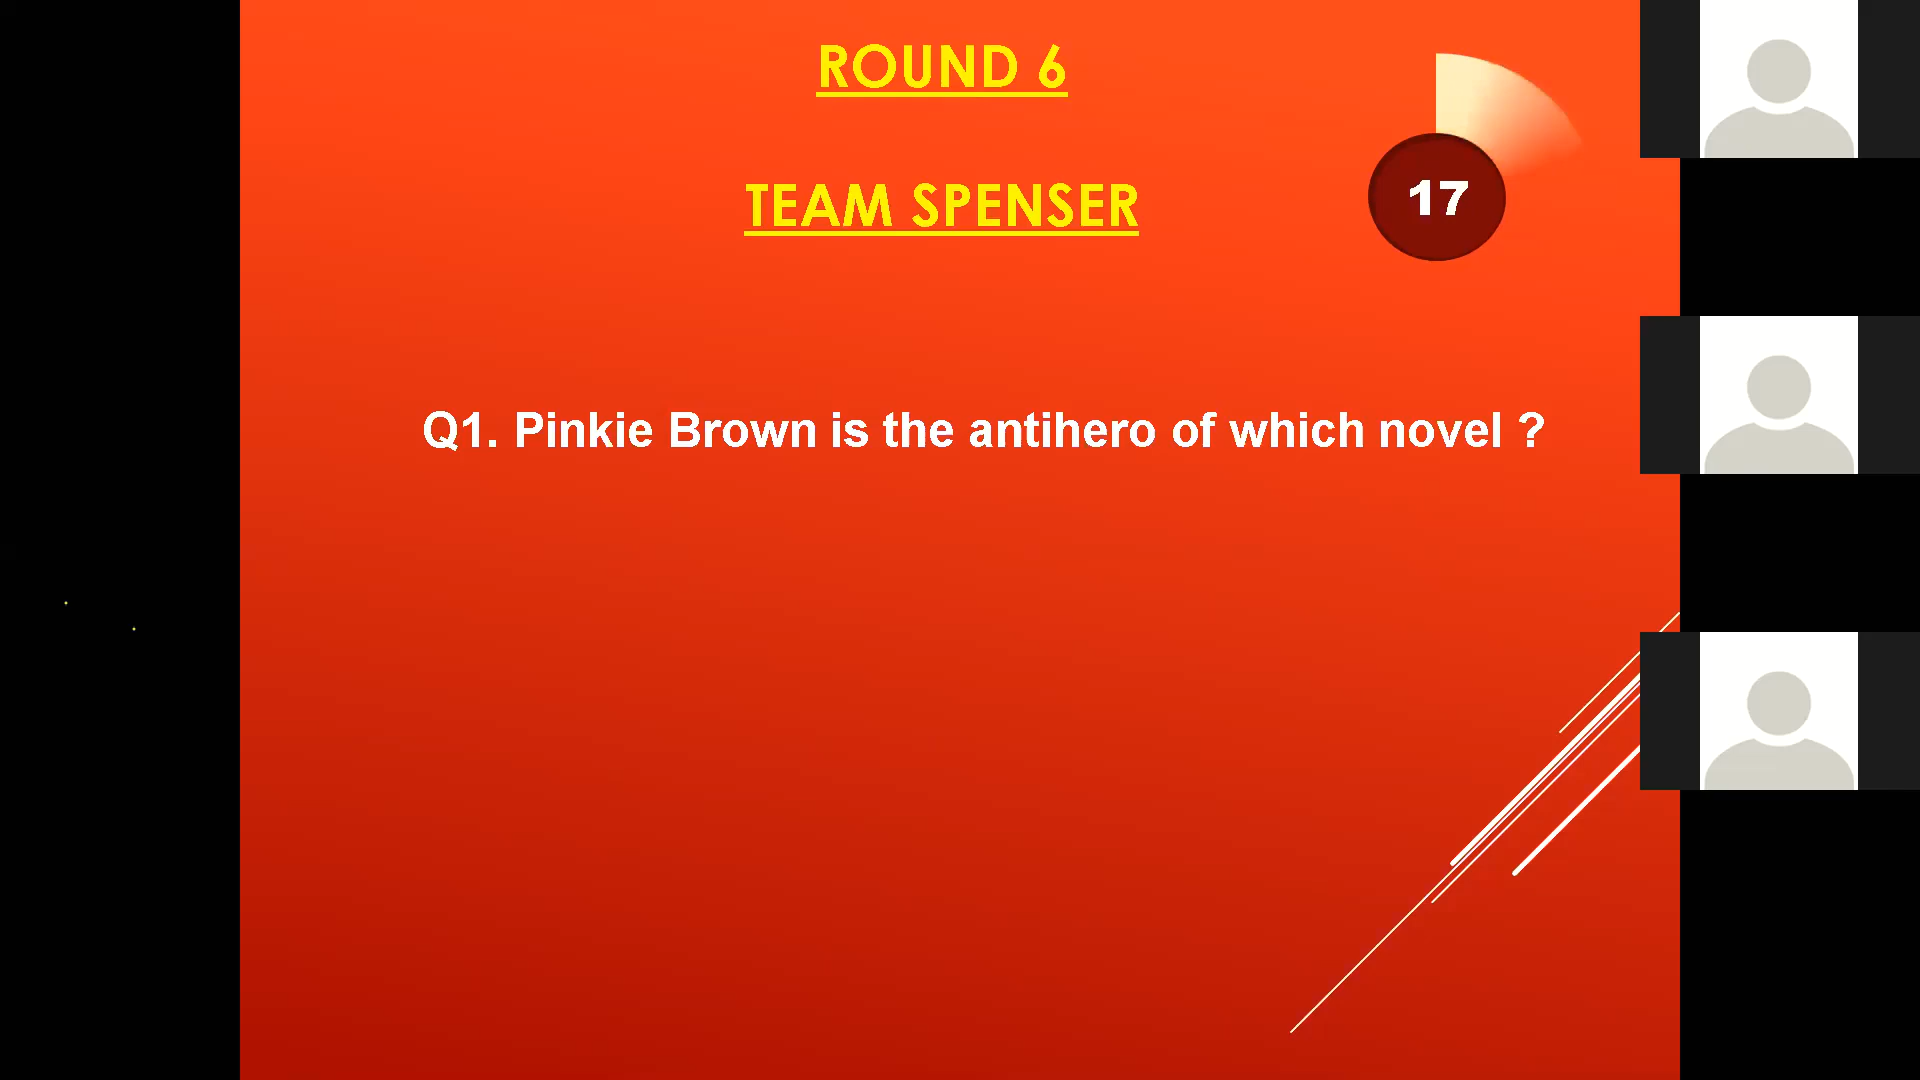 ROUND 6
TEAM SPENSER
17
Q1. Pinkie Brown is the antihero of which novel ?